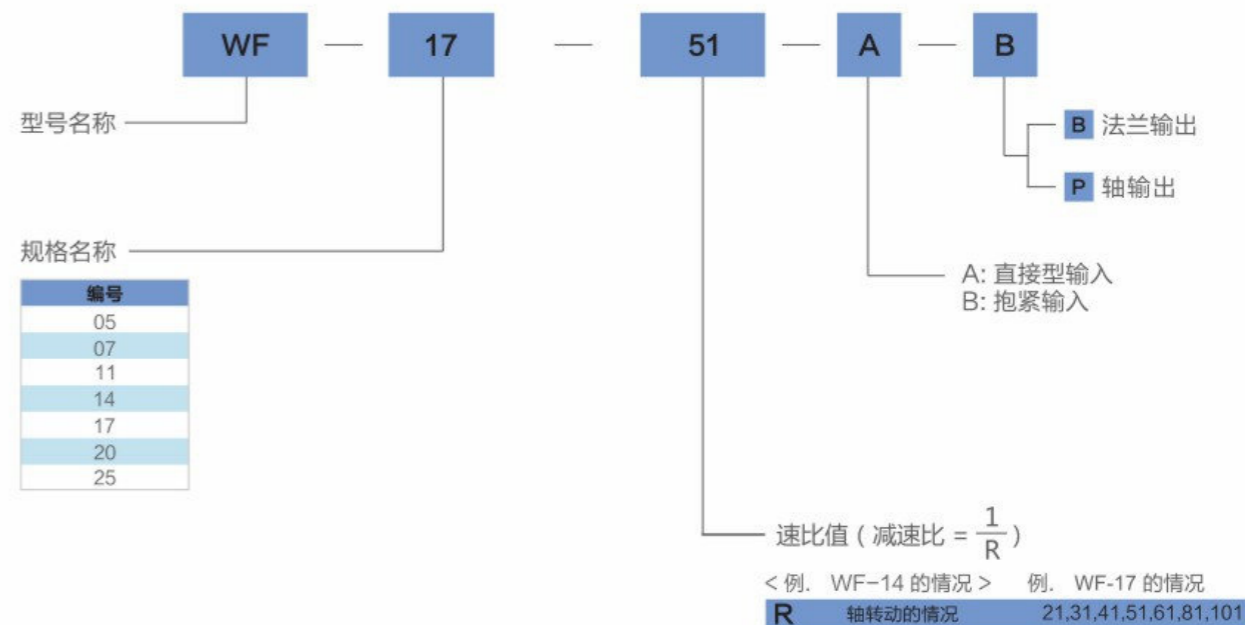 WF — 17 — 51 — A — B
型号名称
B 法兰输出
P 轴输出
规格名称
A: 直接型输入
B: 抱紧输入
编号
05
07
11
14
17
20
25
速比值 ( 减速比 = 1/R )
< 例. WF-14 的情况 > 例. WF-17 的情况
R 轴转动的情况 21,31,41,51,61,81,101